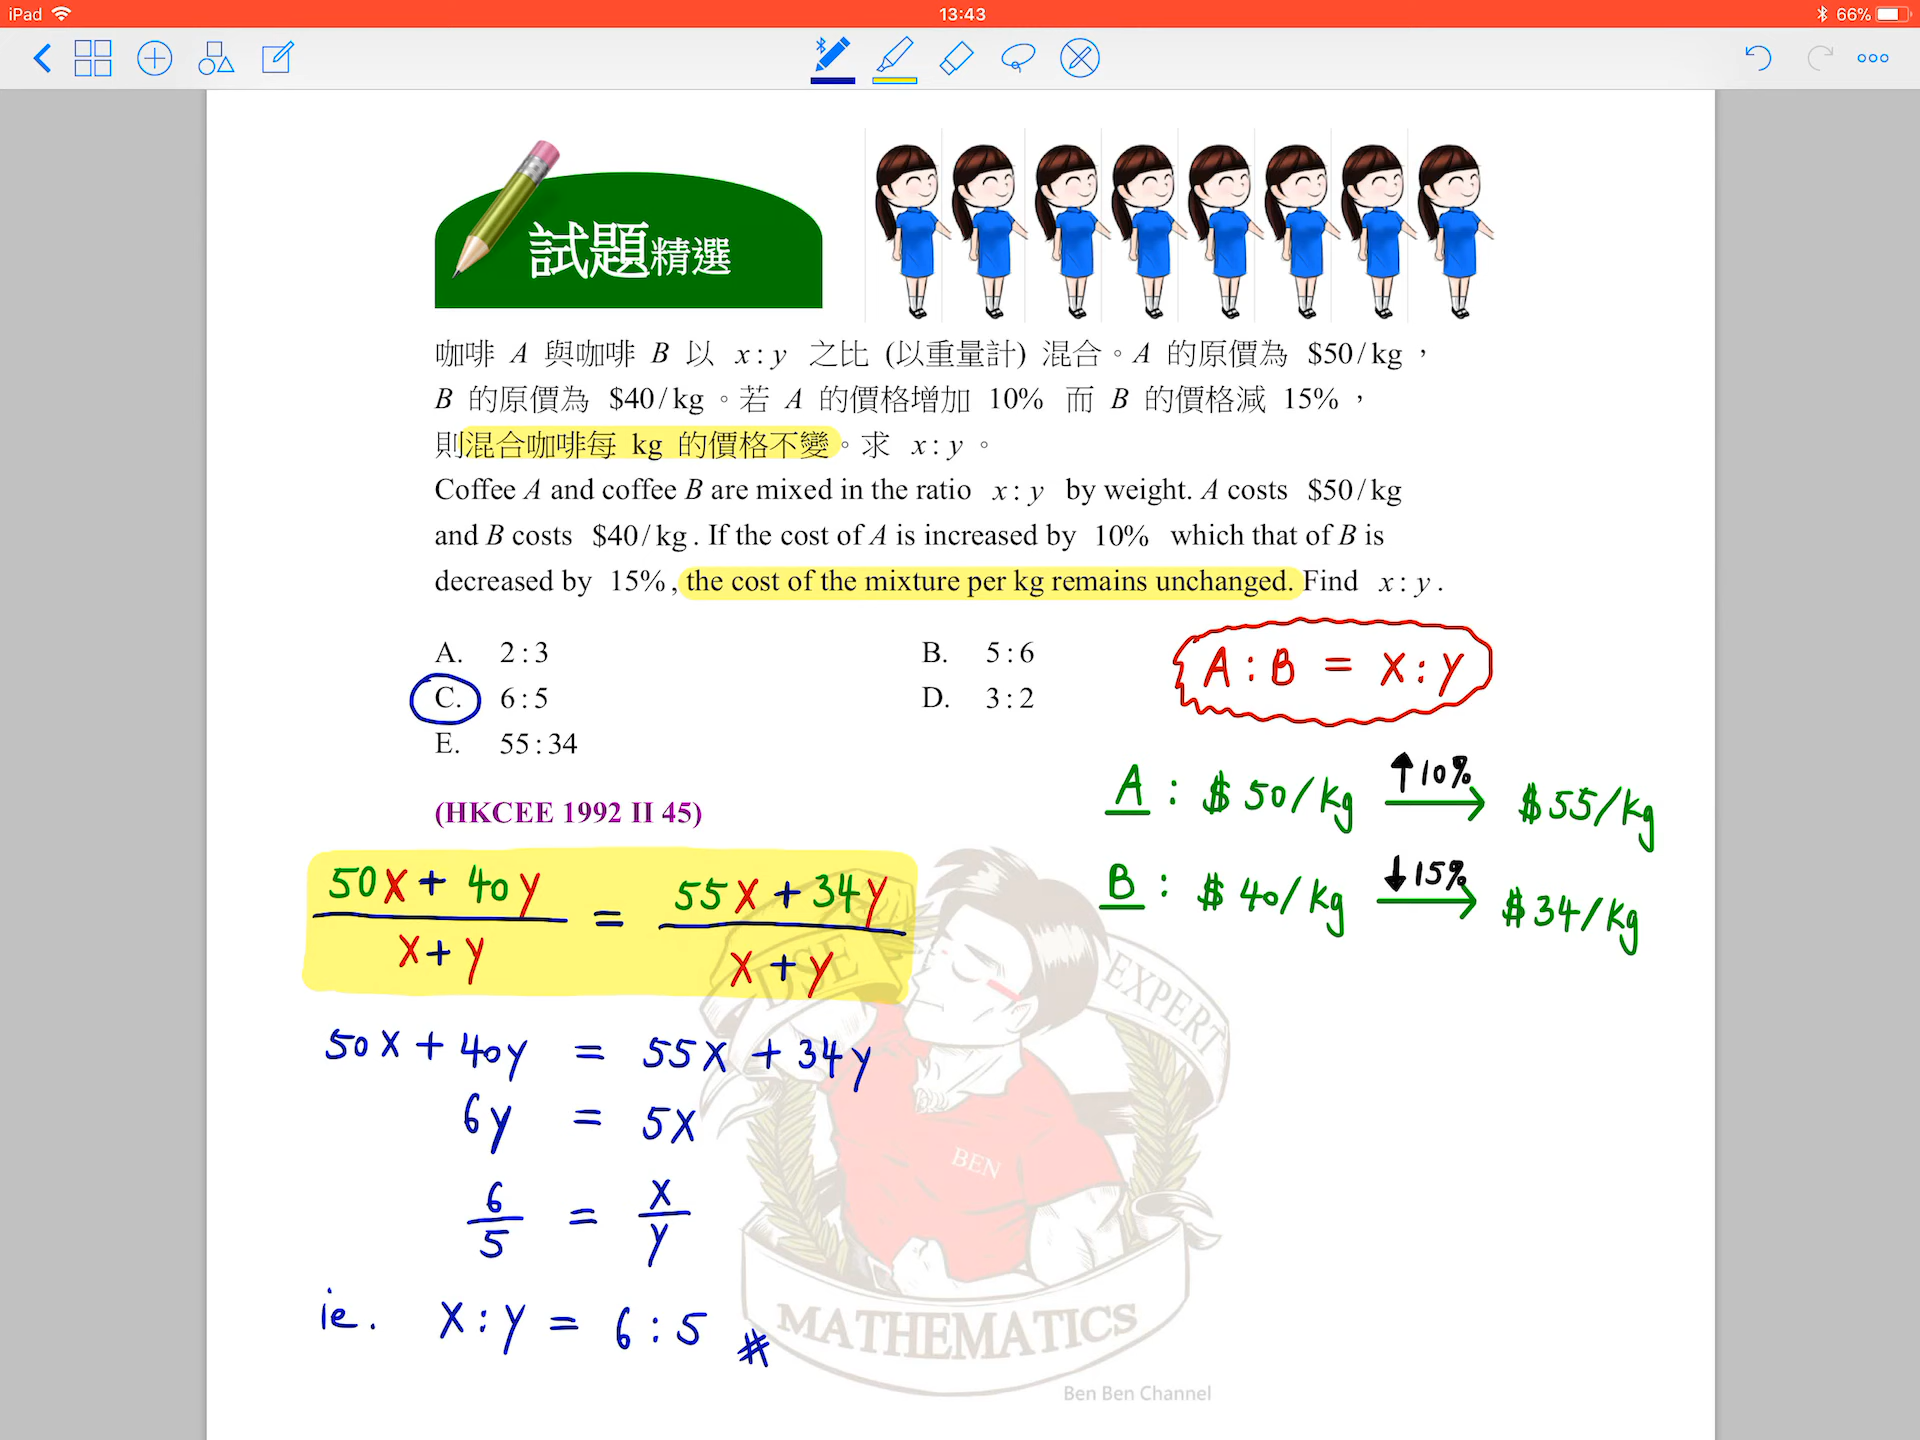 iPad 13:43 66%
試題精選
咖啡 A 與咖啡 B 以 x : y 之比 (以重量計) 混合。A 的原價為 $50/kg，
B 的原價為 $40/kg。若 A 的價格增加 10% 而 B 的價格減 15%，
則混合咖啡每 kg 的價格不變。求 x : y。
Coffee A and coffee B are mixed in the ratio x : y by weight. A costs $50/kg
and B costs $40/kg. If the cost of A is increased by 10% which that of B is
decreased by 15%, the cost of the mixture per kg remains unchanged. Find x : y.
A. 2 : 3 B. 5 : 6
C. 6 : 5 D. 3 : 2
E. 55 : 34
A : B = x : y
(HKCEE 1992 II 45)
A : $50/kg ↑10% → $55/kg
B : $40/kg ↓15% → $34/kg
50x + 40y = 55x + 34y
x + y x + y
50x + 40y = 55x + 34y
6y = 5x
6/5 = x/y
ie. x : y = 6 : 5 #
DSE EXPERT
BEN
MATHEMATICS
Ben Ben Channel